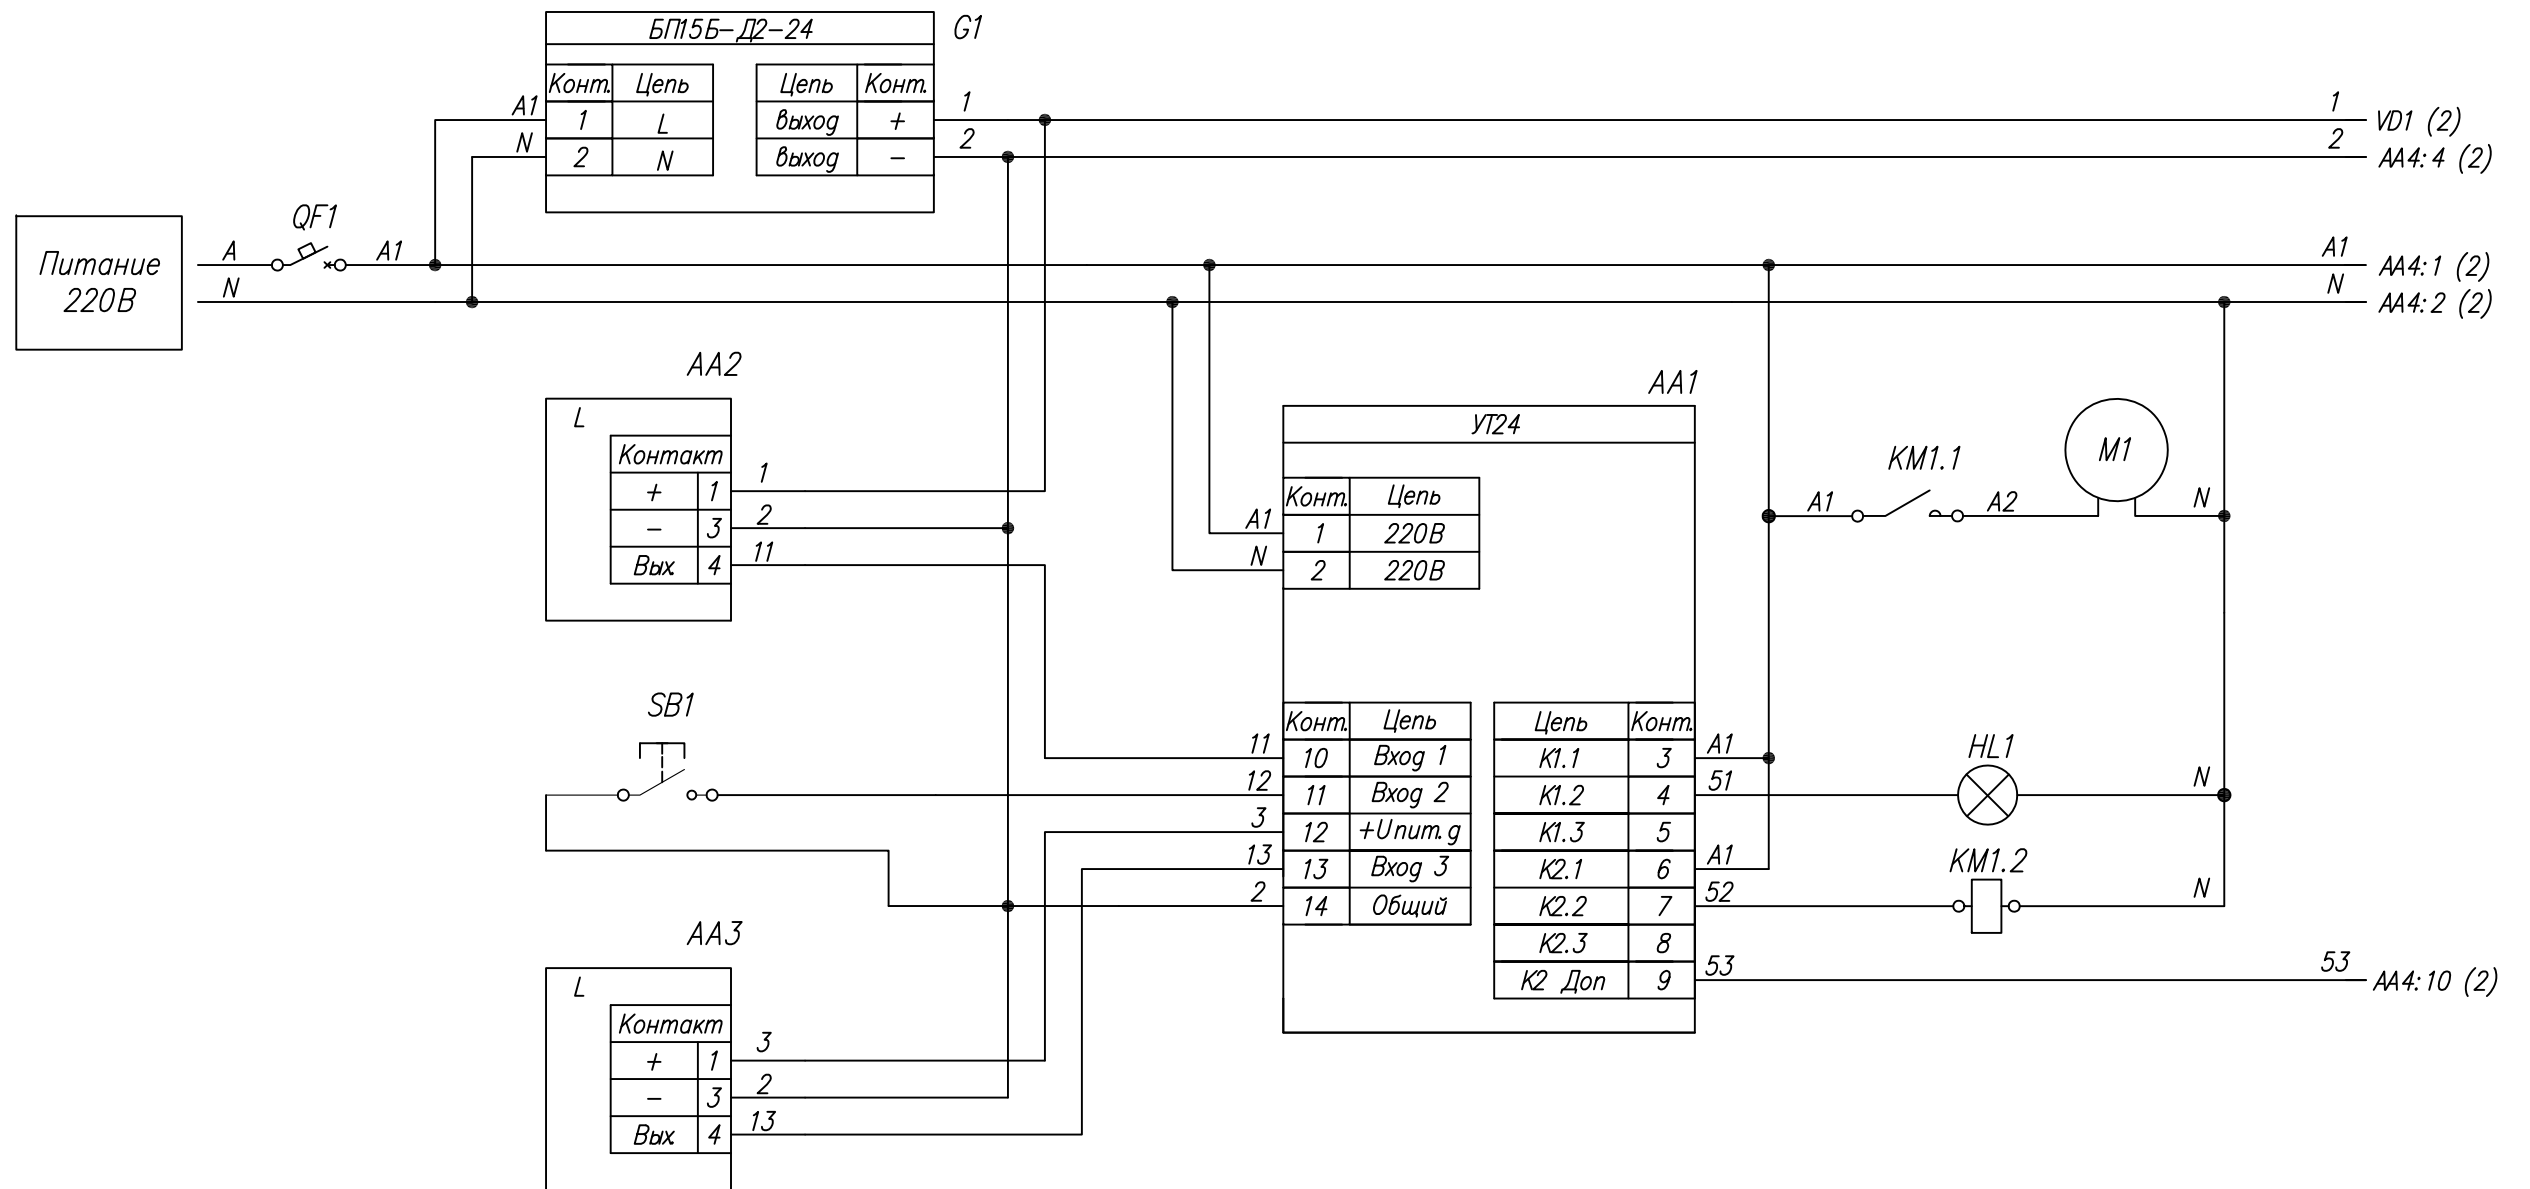 БП15Б-Д2-24
G1
Конт. Цепь
Цепь Конт.
A1
1 L
выход +
1
1
VD1 (2)
N
2 N
выход -
2
2
AA4:4 (2)
QF1
Питание
220В
A
A1
A1
AA4:1 (2)
N
N
AA4:2 (2)
AA2
L
Контакт
+ 1
1
- 3
2
Вых. 4
11
AA1
УТ24
Конт. Цепь
A1
1 220В
N
2 220В
KM1.1
M1
A1
A2
N
SB1
Конт. Цепь
Цепь Конт.
11
10 Вход 1
K1.1 3
A1
12
11 Вход 2
K1.2 4
51
HL1
N
3
12 +Uпит.д
K1.3 5
13
13 Вход 3
K2.1 6
A1
2
14 Общий
K2.2 7
52
KM1.2
N
K2.3 8
K2 Доп 9
53
53
AA4:10 (2)
AA3
L
Контакт
+ 1
3
- 3
2
Вых. 4
13